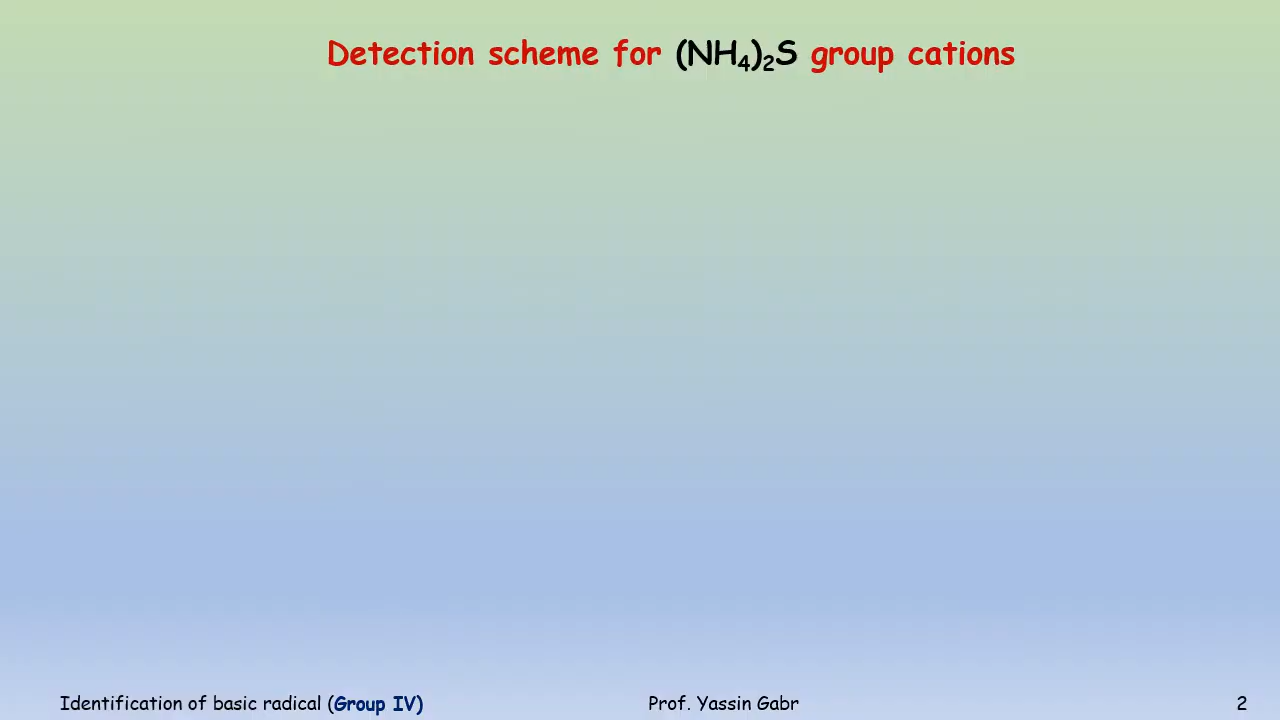 Detection scheme for (NH₄)₂S group cations
Identification of basic radical (Group IV) Prof. Yassin Gabr 2